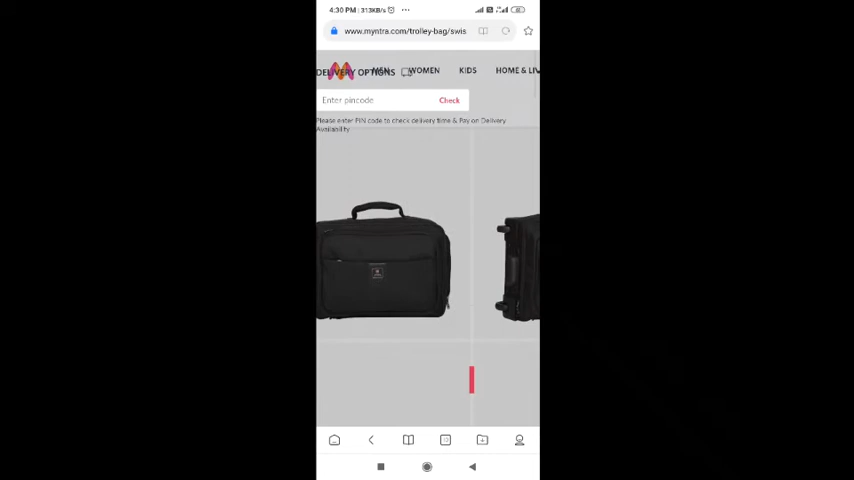 4:30 PM | 313KB/s
www.myntra.com/trolley-bag/swis
DELIVERY OPTIONS
MEN WOMEN KIDS HOME & LIV
Enter pincode Check
Please enter PIN code to check delivery time & Pay on Delivery
Availability